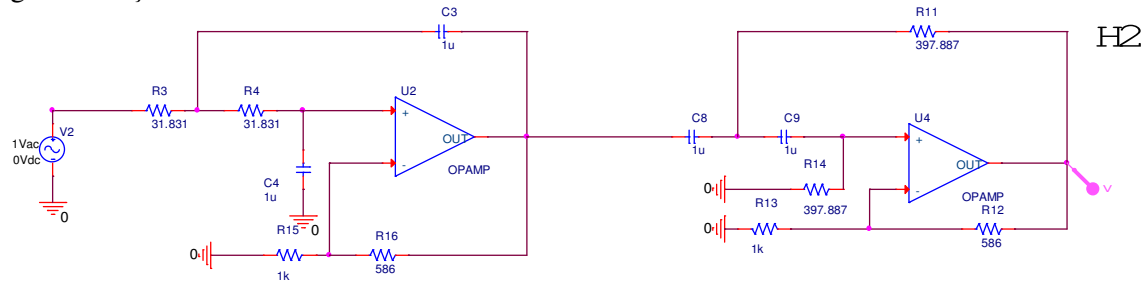 C3
1u
R11
397.887
H2
R3
31.831
R4
31.831
U2
+
-
OUT
OPAMP
C8
1u
C9
1u
U4
+
-
OUT
OPAMP
V2
1Vac
0Vdc
0
C4
1u
0
R14
397.887
0
R13
1k
0
R12
586
V
R15
1k
0
R16
586